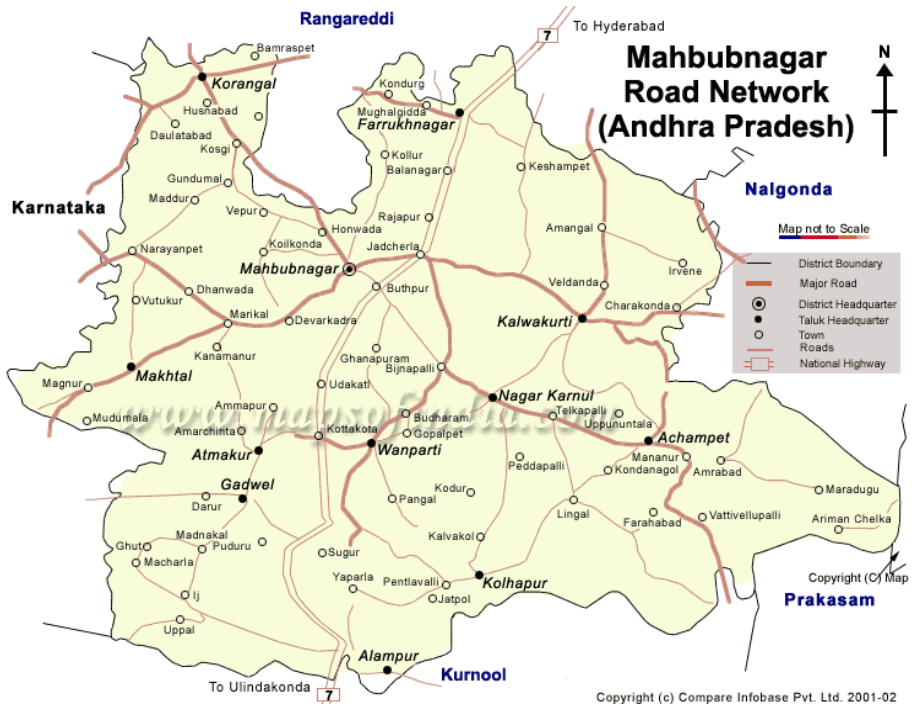 Rangareddi
To Hyderabad
7
Mahbubnagar
Road Network
(Andhra Pradesh)
N
Bamraspet
Korangal
Kondurg
Husnabad
Mughalgidda
Farrukhnagar
Daulatabad
Kosgi
Kollur
Balanagar
Keshampet
Gundumal
Maddur
Karnataka
Nalgonda
Vepur
Rajapur
Honwada
Amangal
Map not to Scale
Narayanpet
Koilkonda
Jadcherla
Mahbubnagar
Irvene
District Boundary
Major Road
District Headquarter
Taluk Headquarter
Town
Roads
National Highway
Buthpur
Veldanda
Dhanwada
Vutukur
Charakonda
Marikal
Devarkadra
Kalwakurti
Kanamanur
Ghanapuram
Bijnapalli
Makhtal
Magnur
Udakatl
Nagar Karnul
www.mapsofindia.com
Mudumala
Ammapur
Budharam
Telkapalli
Uppununtala
Amarchinta
Kottakota
Gopalpet
Achampet
Atmakur
Wanparti
Mananur
Amrabad
Peddapalli
Kondanagol
Gadwel
Darur
Pangal
Kodur
Maradugu
Lingal
Farahabad
Vattivellupalli
Ariman Chelka
Madnakal
Puduru
Ghut
Macharla
Sugur
Kalvakol
Yaparla
Pentlavalli
Kolhapur
Copyright (C) Map
Ij
Jatpol
Prakasam
Uppal
Alampur
Kurnool
To Ulindakonda
7
Copyright (c) Compare Infobase Pvt. Ltd. 2001-02